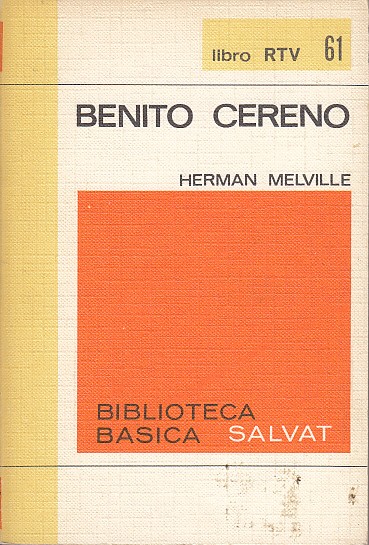 libro RTV 61
BENITO CERENO
HERMAN MELVILLE
BIBLIOTECA
BASICA SALVAT